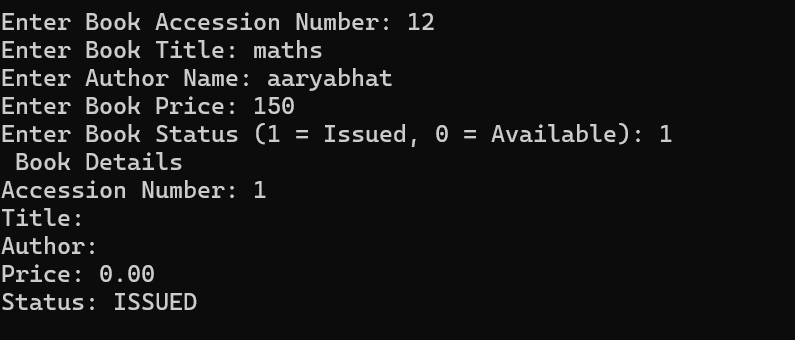 Enter Book Accession Number: 12
Enter Book Title: maths
Enter Author Name: aaryabhat
Enter Book Price: 150
Enter Book Status (1 = Issued, 0 = Available): 1
 Book Details
Accession Number: 1
Title:
Author:
Price: 0.00
Status: ISSUED